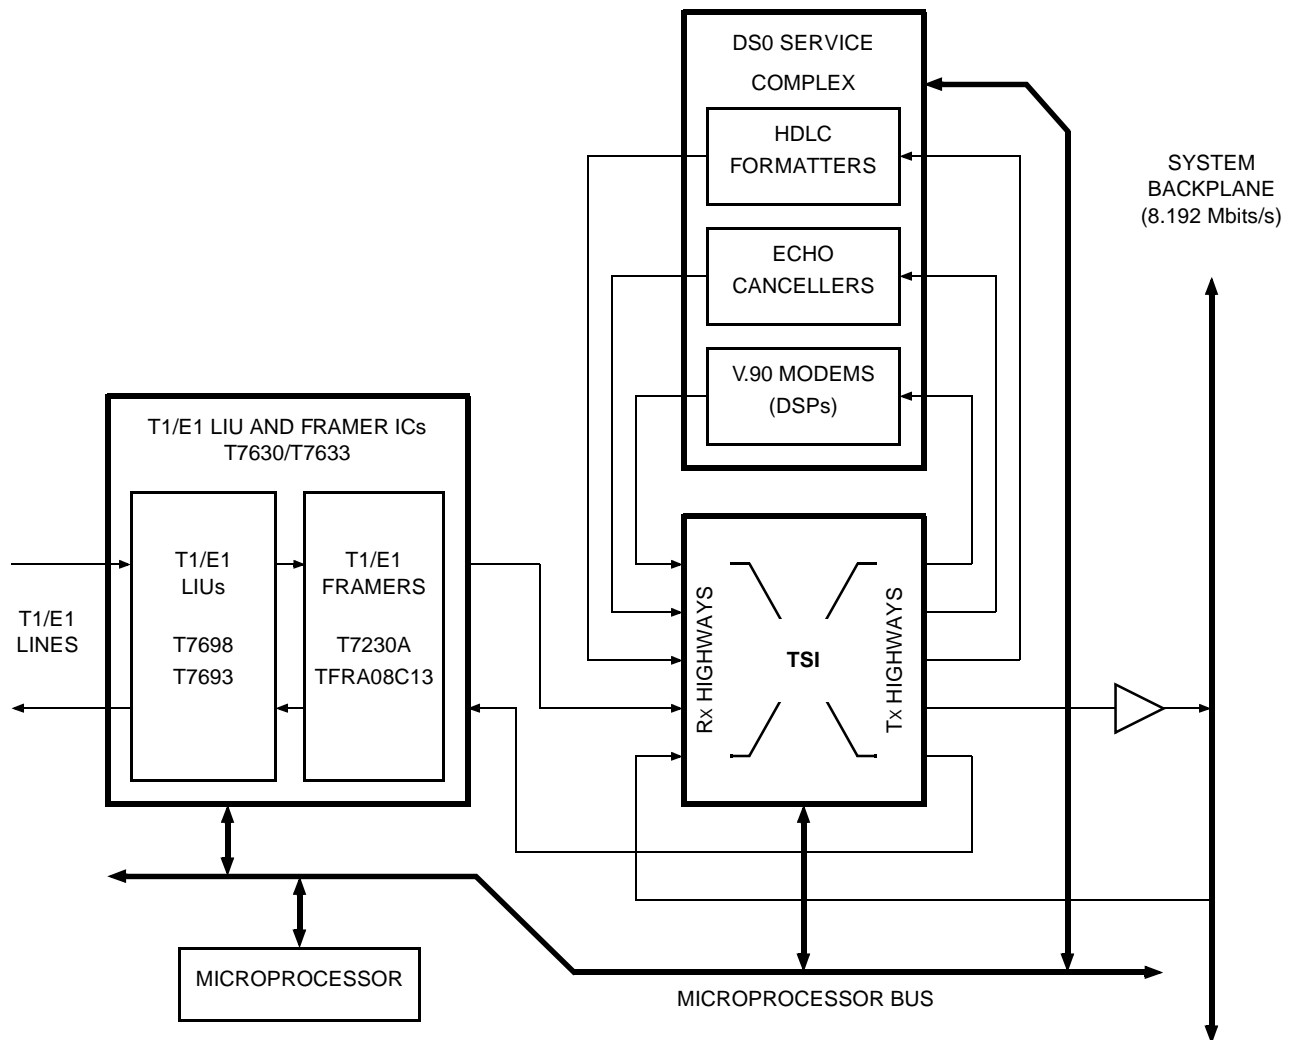 DS0 SERVICE
COMPLEX
HDLC
FORMATTERS
ECHO
CANCELLERS
V.90 MODEMS
(DSPs)
SYSTEM
BACKPLANE
(8.192 Mbits/s)
T1/E1 LIU AND FRAMER ICs
T7630/T7633
T1/E1
LIUs
T7698
T7693
T1/E1
FRAMERS
T7230A
TFRA08C13
T1/E1
LINES
RX HIGHWAYS
TSI
TX HIGHWAYS
MICROPROCESSOR
MICROPROCESSOR BUS